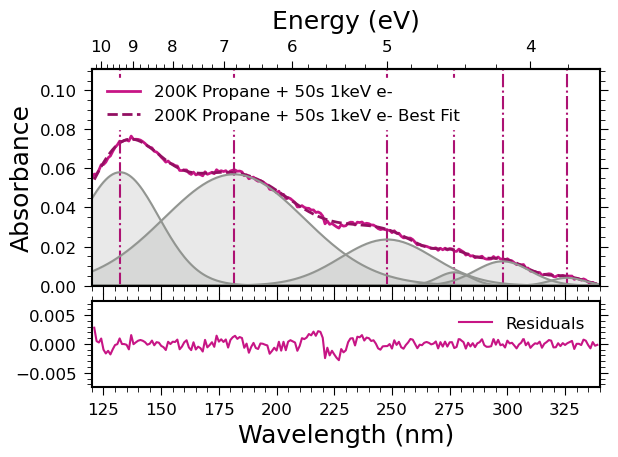 Energy (eV)
10 9 8 7 6 5 4
Absorbance
0.10
0.08
0.06
0.04
0.02
0.00
200K Propane + 50s 1keV e-
200K Propane + 50s 1keV e- Best Fit
0.005
0.000
−0.005
Residuals
125 150 175 200 225 250 275 300 325
Wavelength (nm)